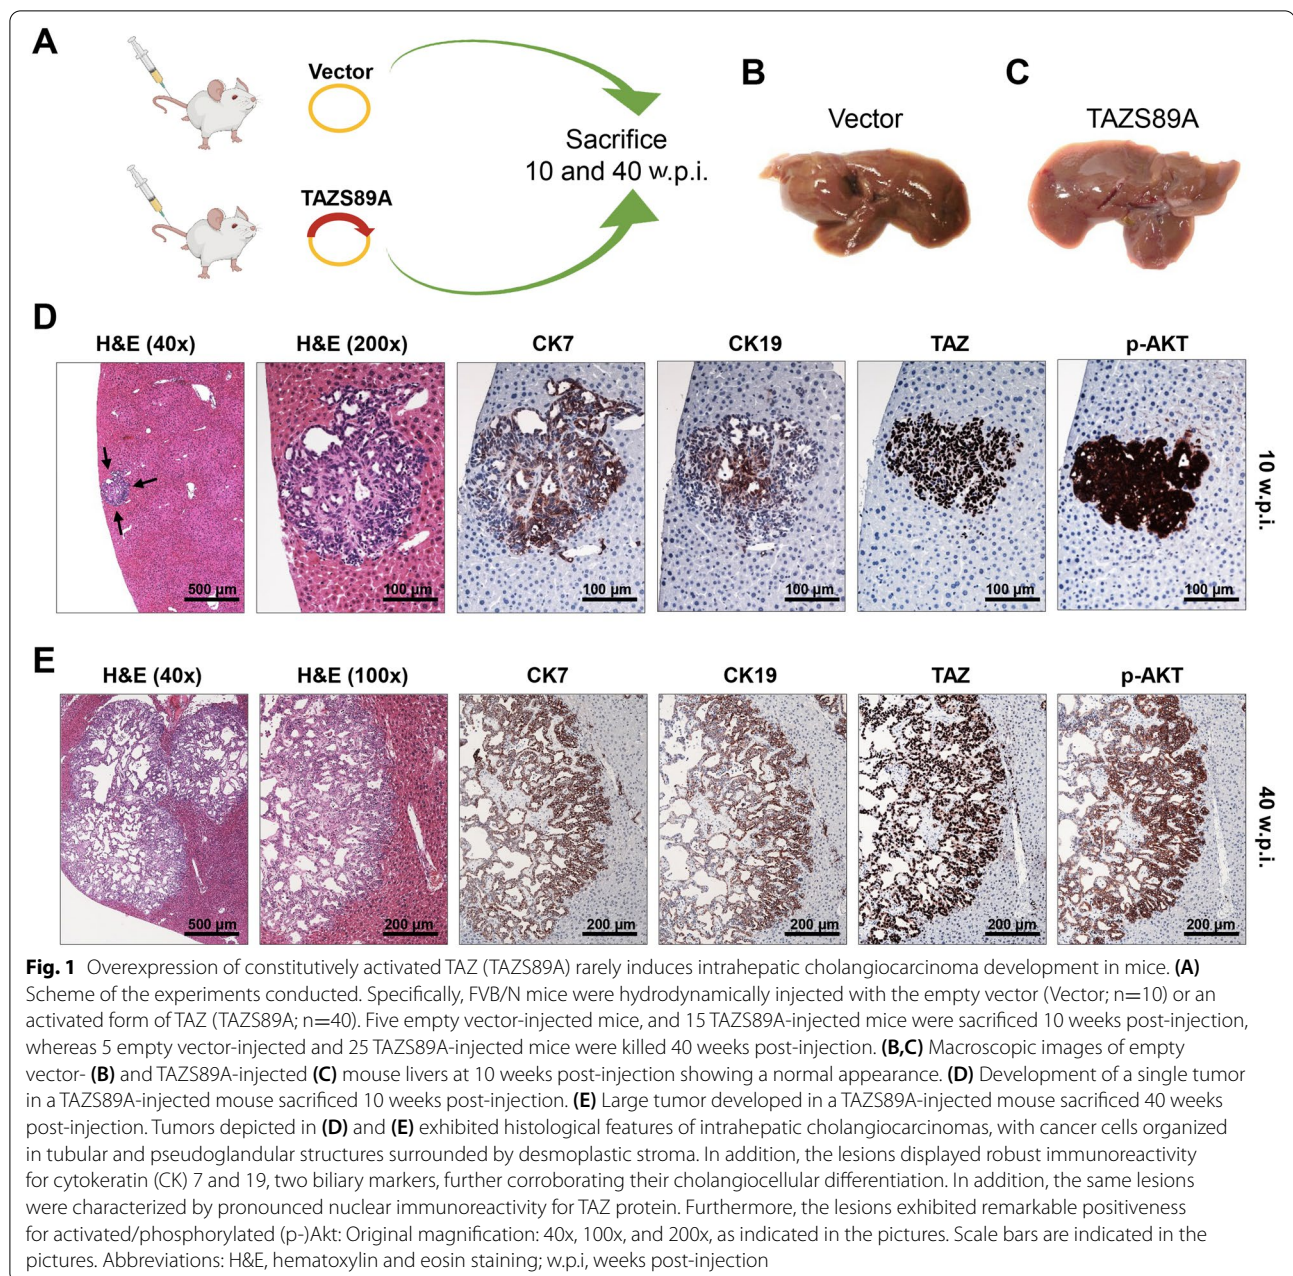 A
Vector
TAZS89A
Sacrifice
10 and 40 w.p.i.
B
Vector
C
TAZS89A
D
H&E (40x)
H&E (200x)
CK7
CK19
TAZ
p-AKT
500 µm
100 µm
100 µm
100 µm
100 µm
100 µm
10 w.p.i.
E
H&E (40x)
H&E (100x)
CK7
CK19
TAZ
p-AKT
500 µm
200 µm
200 µm
200 µm
200 µm
200 µm
40 w.p.i.
Fig. 1 Overexpression of constitutively activated TAZ (TAZS89A) rarely induces intrahepatic cholangiocarcinoma development in mice. (A)
Scheme of the experiments conducted. Specifically, FVB/N mice were hydrodynamically injected with the empty vector (Vector; n=10) or an
activated form of TAZ (TAZS89A; n=40). Five empty vector-injected mice, and 15 TAZS89A-injected mice were sacrificed 10 weeks post-injection,
whereas 5 empty vector-injected and 25 TAZS89A-injected mice were killed 40 weeks post-injection. (B,C) Macroscopic images of empty
vector- (B) and TAZS89A-injected (C) mouse livers at 10 weeks post-injection showing a normal appearance. (D) Development of a single tumor
in a TAZS89A-injected mouse sacrificed 10 weeks post-injection. (E) Large tumor developed in a TAZS89A-injected mouse sacrificed 40 weeks
post-injection. Tumors depicted in (D) and (E) exhibited histological features of intrahepatic cholangiocarcinomas, with cancer cells organized
in tubular and pseudoglandular structures surrounded by desmoplastic stroma. In addition, the lesions displayed robust immunoreactivity
for cytokeratin (CK) 7 and 19, two biliary markers, further corroborating their cholangiocellular differentiation. In addition, the same lesions
were characterized by pronounced nuclear immunoreactivity for TAZ protein. Furthermore, the lesions exhibited remarkable positiveness
for activated/phosphorylated (p-)Akt: Original magnification: 40x, 100x, and 200x, as indicated in the pictures. Scale bars are indicated in the
pictures. Abbreviations: H&E, hematoxylin and eosin staining; w.p.i, weeks post-injection